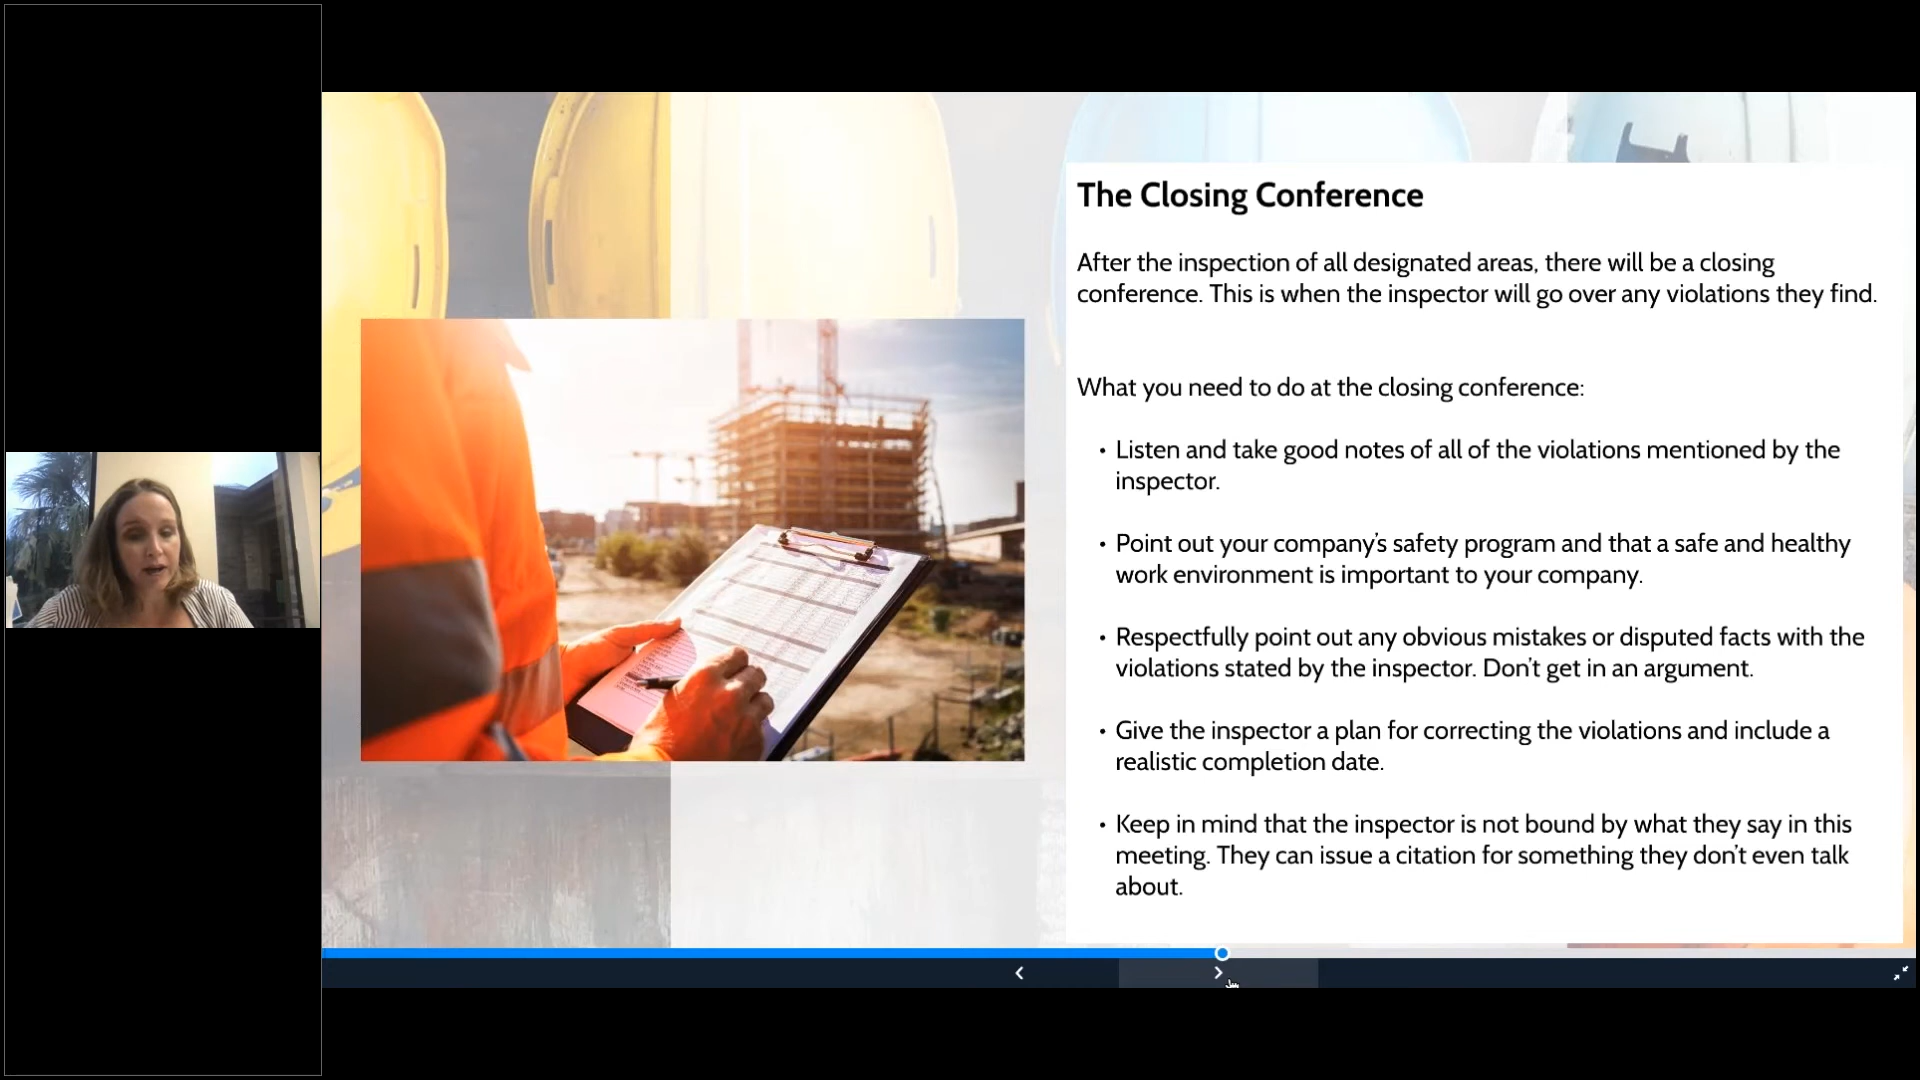 The Closing Conference
After the inspection of all designated areas, there will be a closing
conference. This is when the inspector will go over any violations they find.
What you need to do at the closing conference:
• Listen and take good notes of all of the violations mentioned by the
inspector.
• Point out your company's safety program and that a safe and healthy
work environment is important to your company.
• Respectfully point out any obvious mistakes or disputed facts with the
violations stated by the inspector. Don't get in an argument.
• Give the inspector a plan for correcting the violations and include a
realistic completion date.
• Keep in mind that the inspector is not bound by what they say in this
meeting. They can issue a citation for something they don't even talk
about.